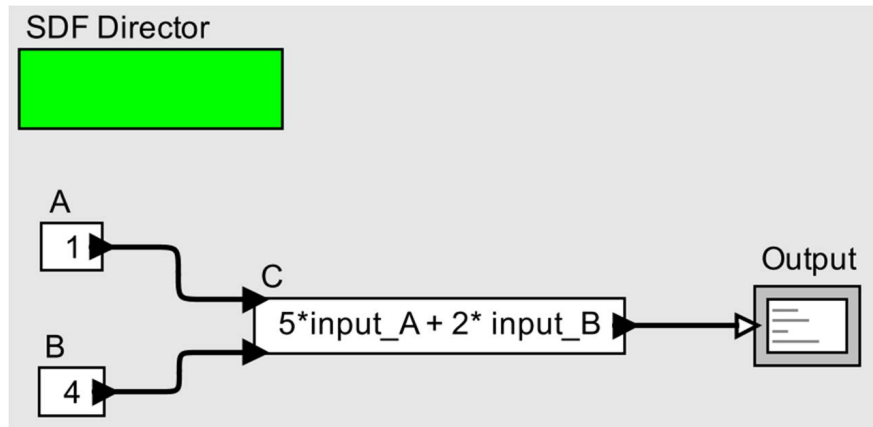 SDF Director
A
1
C
5*input_A + 2* input_B
Output
B
4